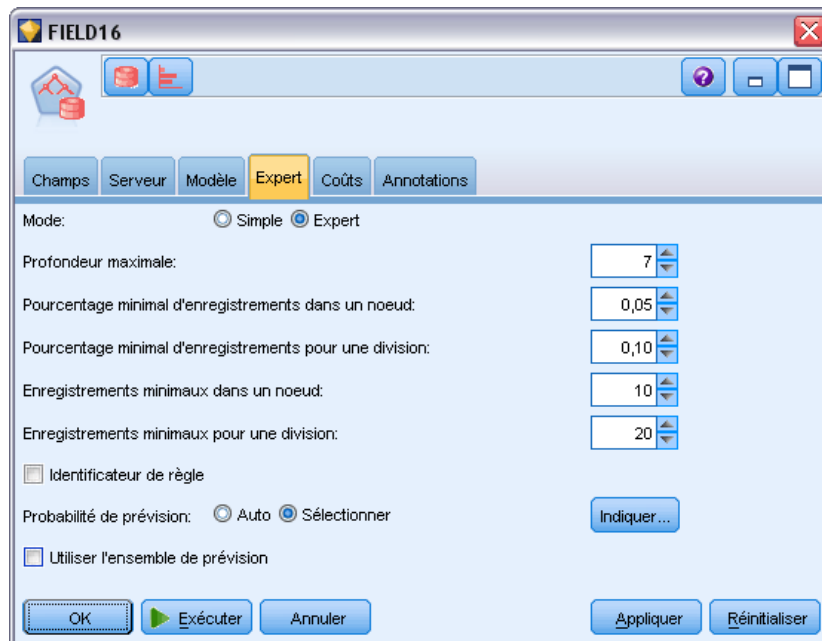 FIELD16
Champs Serveur Modèle Expert Coûts Annotations
Mode: Simple Expert
Profondeur maximale: 7
Pourcentage minimal d'enregistrements dans un noeud: 0,05
Pourcentage minimal d'enregistrements pour une division: 0,10
Enregistrements minimaux dans un noeud: 10
Enregistrements minimaux pour une division: 20
Identificateur de règle
Probabilité de prévision: Auto Sélectionner Indiquer...
Utiliser l'ensemble de prévision
OK Exécuter Annuler Appliquer Réinitialiser